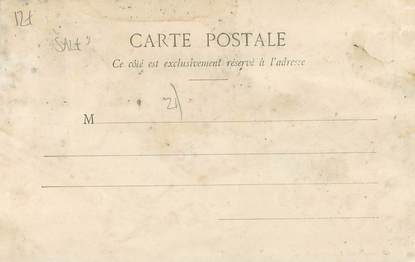 CARTE POSTALE
Ce côté est exclusivement réservé à l'adresse
M